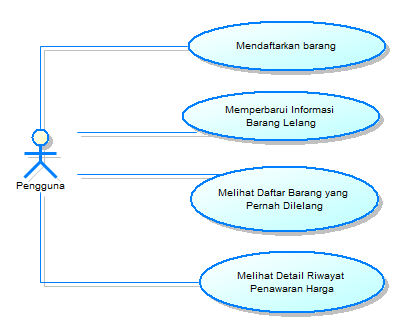 Mendaftarkan barang
Memperbarui Informasi
Barang Lelang
Pengguna
Melihat Daftar Barang yang
Pernah Dilelang
Melihat Detail Riwayat
Penawaran Harga